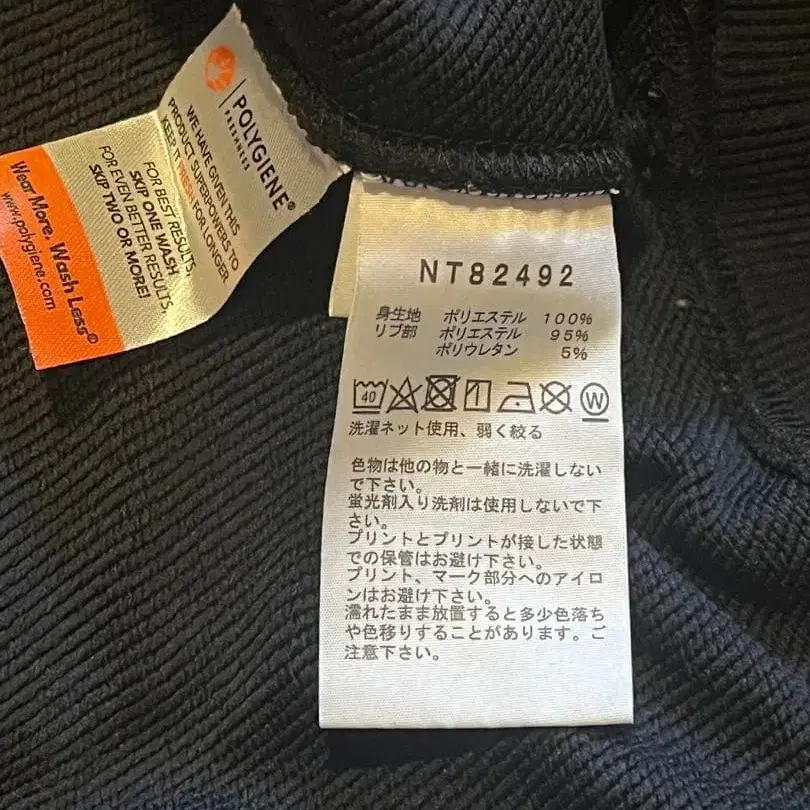 POLYGIENE®
FRESHNESS
WE HAVE GIVEN THIS
PRODUCT SUPERPOWERS TO
KEEP IT FRESH FOR LONGER.
FOR BEST RESULTS,
SKIP ONE WASH
FOR EVEN BETTER RESULTS,
SKIP TWO OR MORE!
Wear More. Wash Less®
www.polygiene.com
NT82492
身生地 ポリエステル 100%
リブ部 ポリエステル 95%
ポリウレタン 5%
40
W
洗濯ネット使用、弱く絞る
色物は他の物と一緒に洗濯しない
で下さい。
蛍光剤入り洗剤は使用しないで下
さい。
プリントとプリントが接した状態
での保管はお避け下さい。
プリント、マーク部分へのアイロ
ンはお避け下さい。
濡れたまま放置すると多少色落ち
や色移りすることがあります。ご
注意下さい。